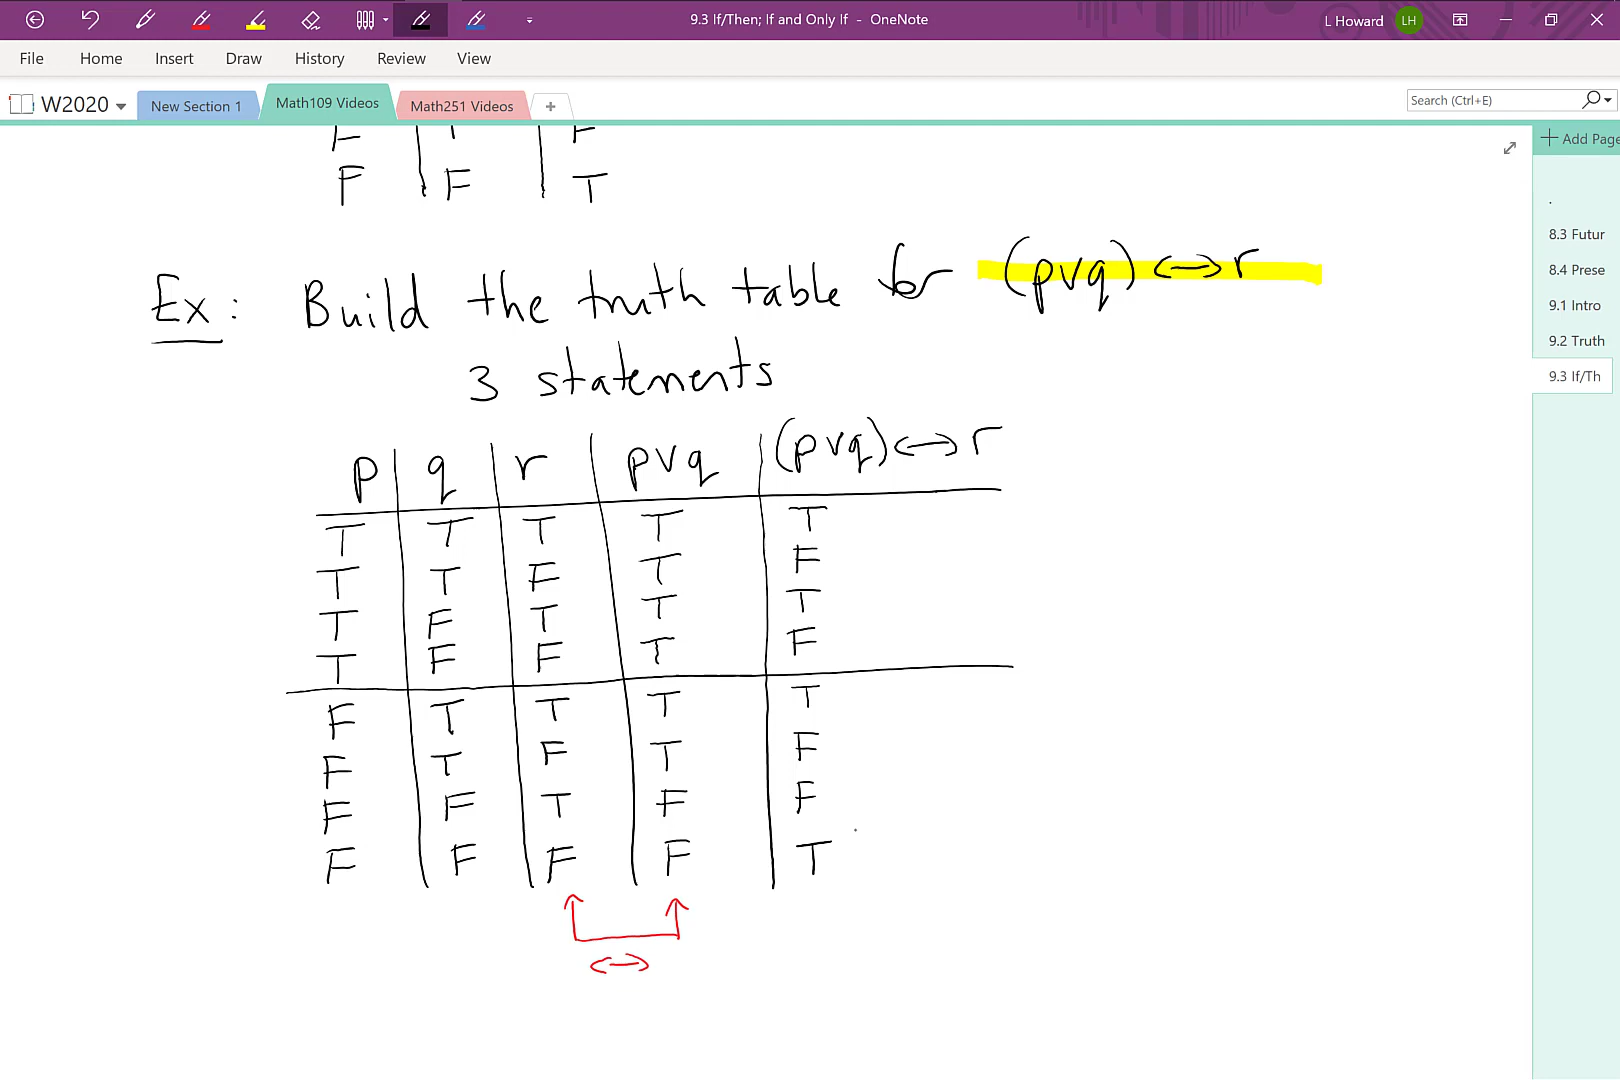 9.3 If/Then; If and Only If - OneNote
L Howard LH
File Home Insert Draw History Review View
W2020 New Section 1 Math109 Videos Math251 Videos + Search (Ctrl+E)
Add Page
.
8.3 Futur
8.4 Prese
9.1 Intro
9.2 Truth
9.3 If/Th
F F T
Ex: Build the truth table for (p∨q) ↔ r
3 statements
p q r p∨q (p∨q) ↔ r
T T T T T
T T F T F
T F T T T
T F F T F
F T T T T
F T F T F
F F T F F
F F F F T
↔